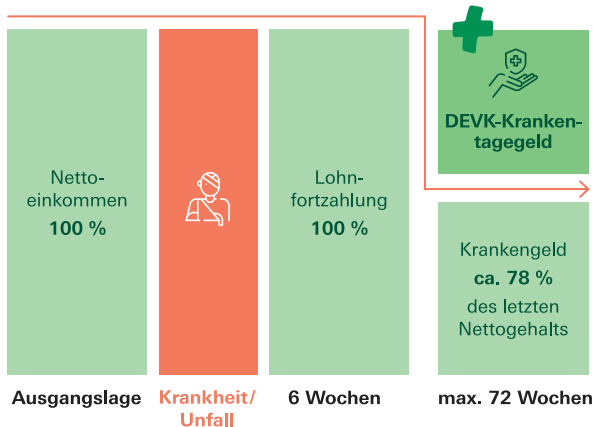 Netto-
einkommen
100 %
Lohn-
fortzahlung
100 %
DEVK-Kranken-
tagegeld
Krankengeld
ca. 78 %
des letzten
Nettogehalts
Ausgangslage
Krankheit/
Unfall
6 Wochen
max. 72 Wochen